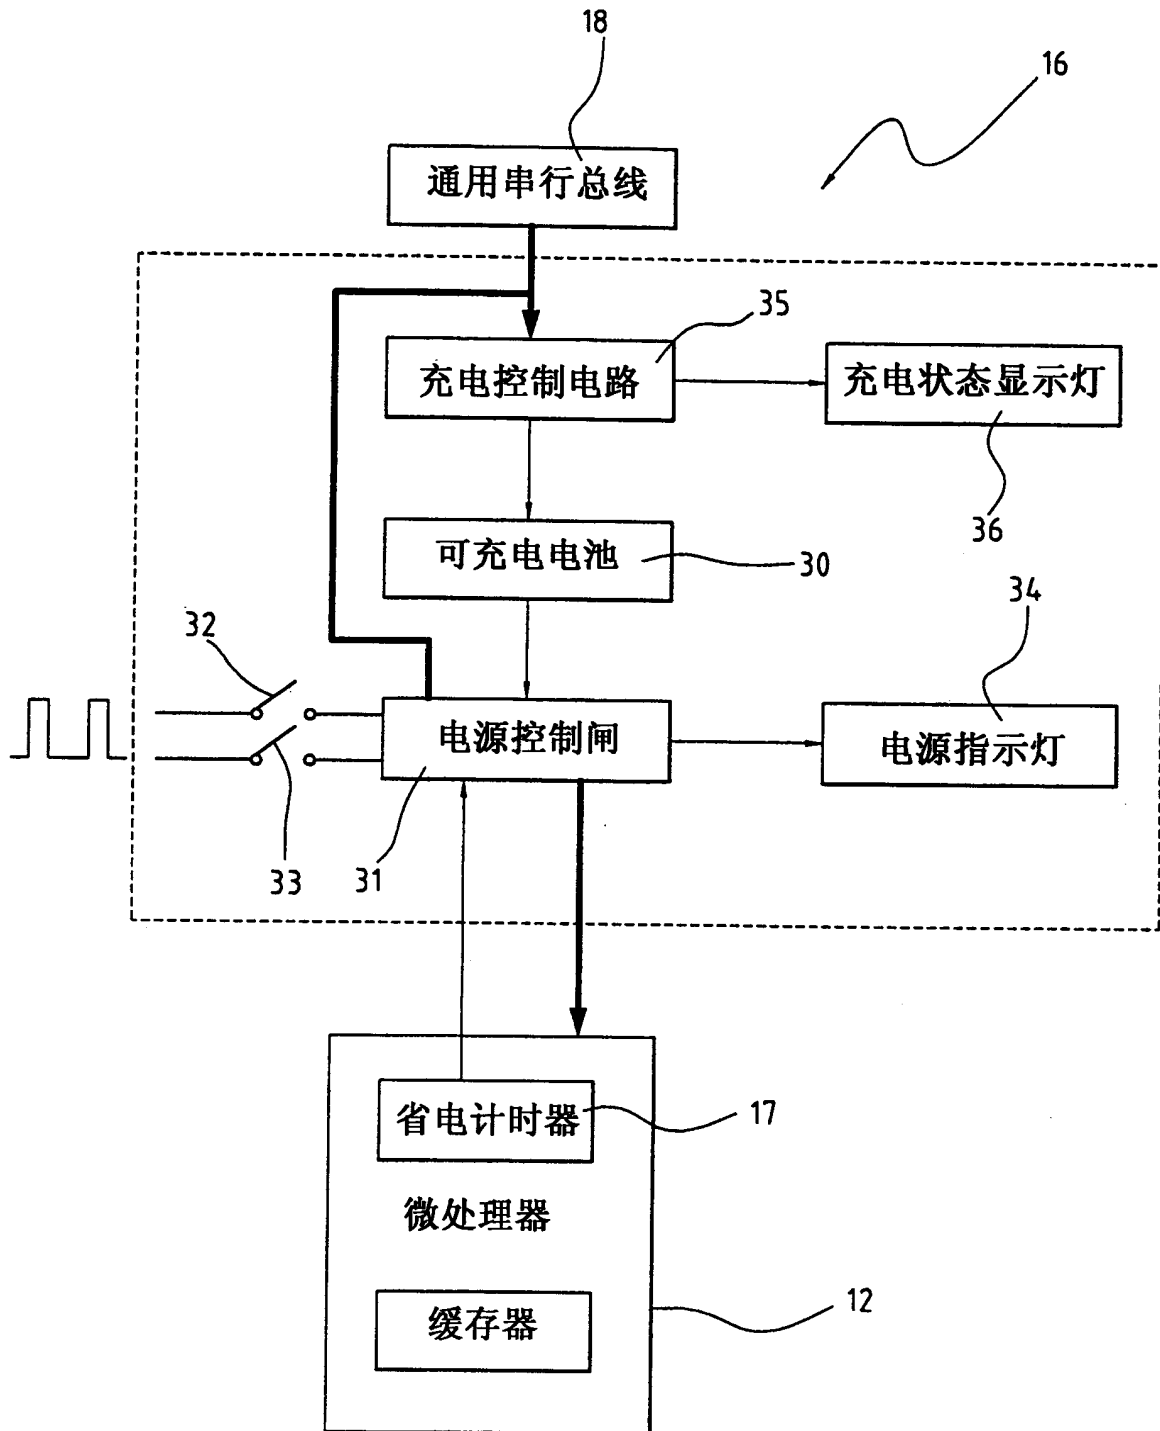 18
16
通用串行总线
35
充电控制电路
充电状态显示灯
36
可充电电池
30
34
32
电源控制闸
电源指示灯
33
31
省电计时器
17
微处理器
12
缓存器